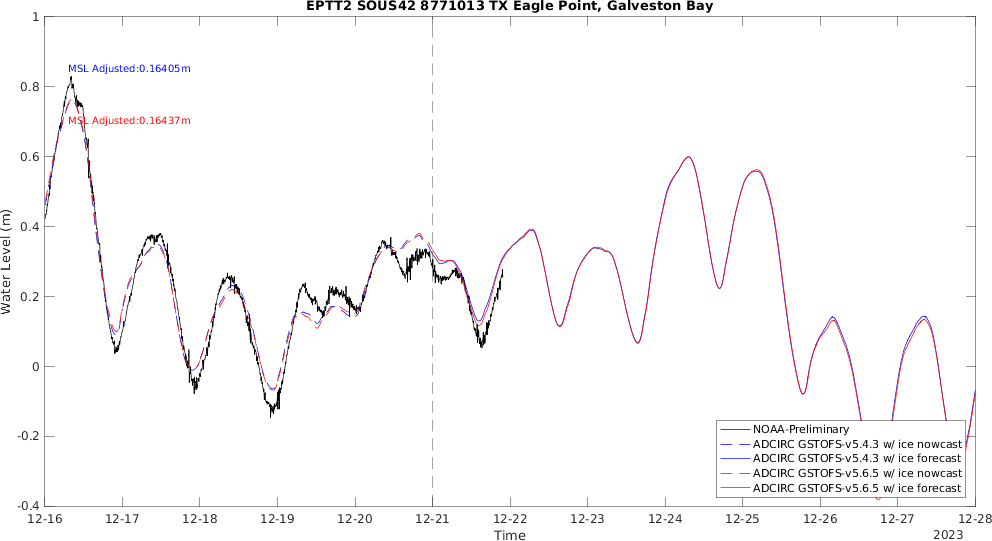 EPTT2 SOUS42 8771013 TX Eagle Point, Galveston Bay
MSL Adjusted:0.16405m
MSL Adjusted:0.16437m
Water Level (m)
1
0.8
0.6
0.4
0.2
0
-0.2
-0.4
NOAA-Preliminary
ADCIRC GSTOFS-v5.4.3 w/ ice nowcast
ADCIRC GSTOFS-v5.4.3 w/ ice forecast
ADCIRC GSTOFS-v5.6.5 w/ ice nowcast
ADCIRC GSTOFS-v5.6.5 w/ ice forecast
12-16 12-17 12-18 12-19 12-20 12-21 12-22 12-23 12-24 12-25 12-26 12-27 12-28
Time
2023